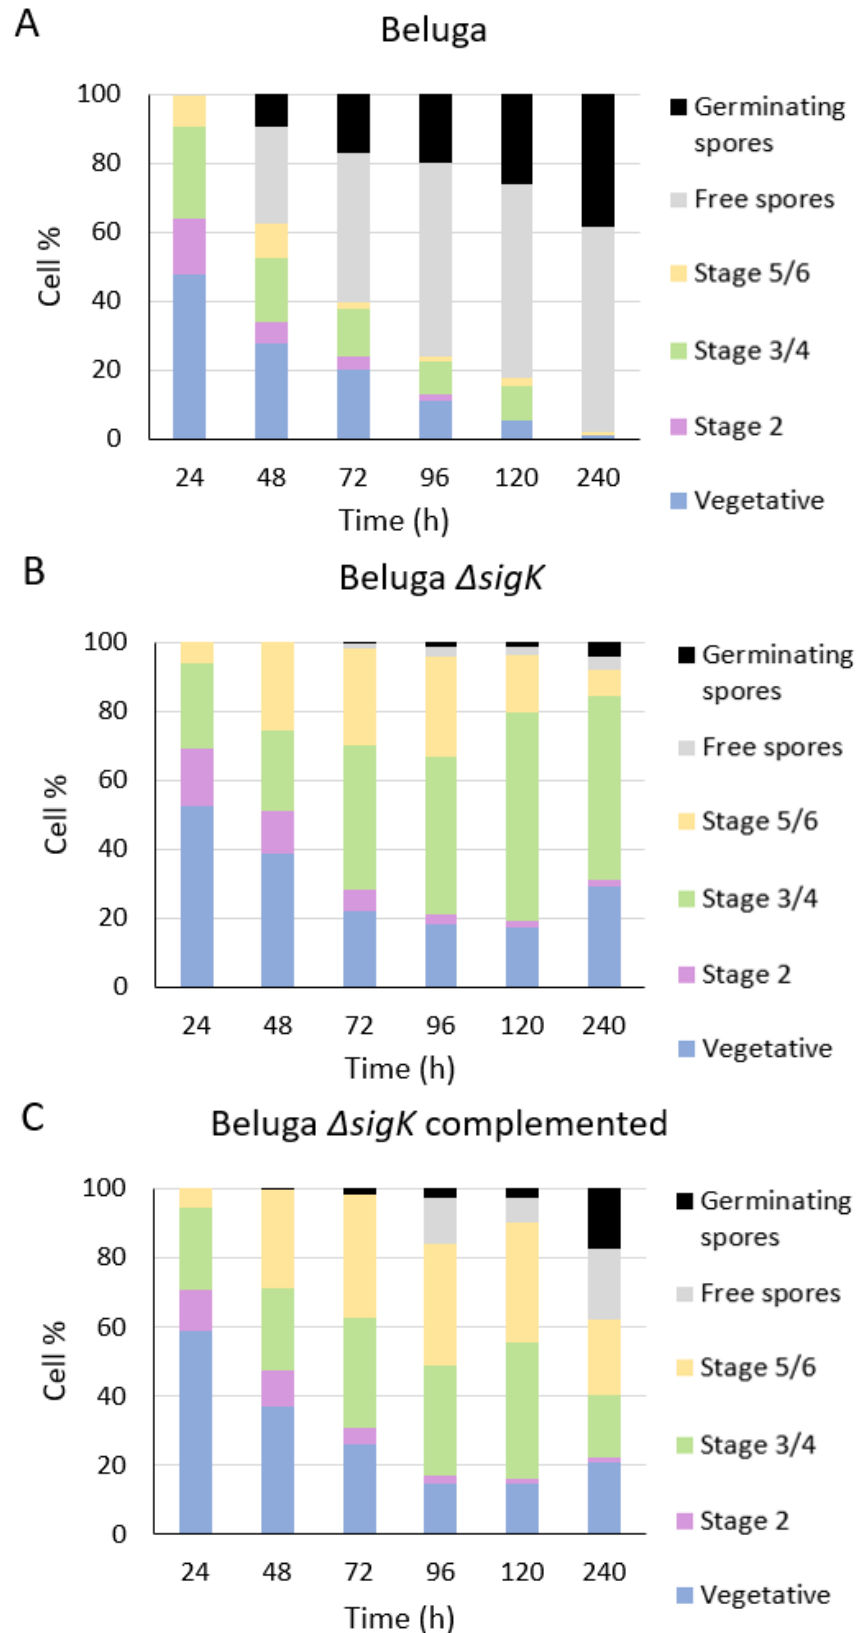 A
Beluga
100
80
60
40
20
0
Cell %
24 48 72 96 120 240
Time (h)
Germinating
spores
Free spores
Stage 5/6
Stage 3/4
Stage 2
Vegetative
B
Beluga ΔsigK
100
80
60
40
20
0
Cell %
24 48 72 96 120 240
Time (h)
Germinating
spores
Free spores
Stage 5/6
Stage 3/4
Stage 2
Vegetative
C
Beluga ΔsigK complemented
100
80
60
40
20
0
Cell %
24 48 72 96 120 240
Time (h)
Germinating
spores
Free spores
Stage 5/6
Stage 3/4
Stage 2
Vegetative